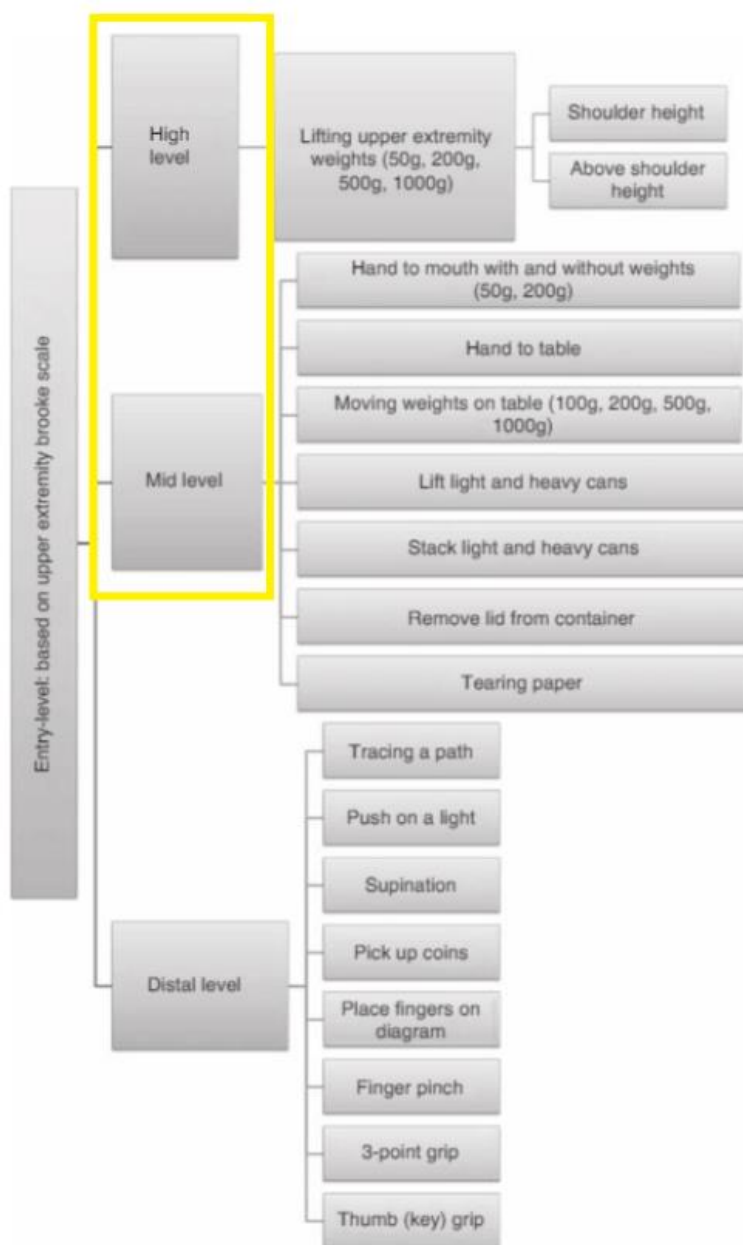 Entry-level: based on upper extremity brooke scale
High
level
Lifting upper extremity
weights (50g, 200g,
500g, 1000g)
Shoulder height
Above shoulder
height
Mid level
Hand to mouth with and without weights
(50g, 200g)
Hand to table
Moving weights on table (100g, 200g, 500g,
1000g)
Lift light and heavy cans
Stack light and heavy cans
Remove lid from container
Tearing paper
Distal level
Tracing a path
Push on a light
Supination
Pick up coins
Place fingers on
diagram
Finger pinch
3-point grip
Thumb (key) grip